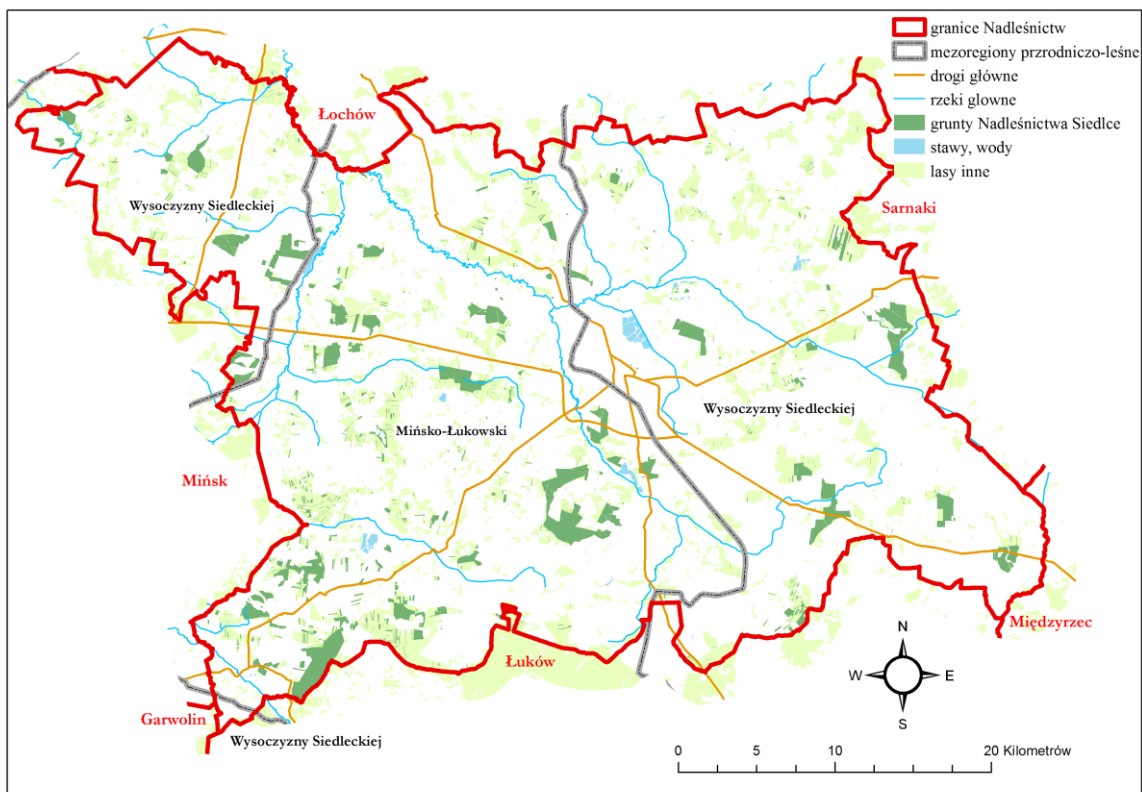 granice Nadleśnictw
mezoregiony przrodniczo-leśne
drogi główne
rzeki glowne
grunty Nadleśnictwa Siedlce
stawy, wody
lasy inne
Łochów
Wysoczyzny Siedleckiej
Sarnaki
Wysoczyzny Siedleckiej
Mińsko-Łukowski
Mińsk
Międzyrzec
N
W E
S
Łuków
Garwolin
Wysoczyzny Siedleckiej
0 5 10 20 Kilometrów